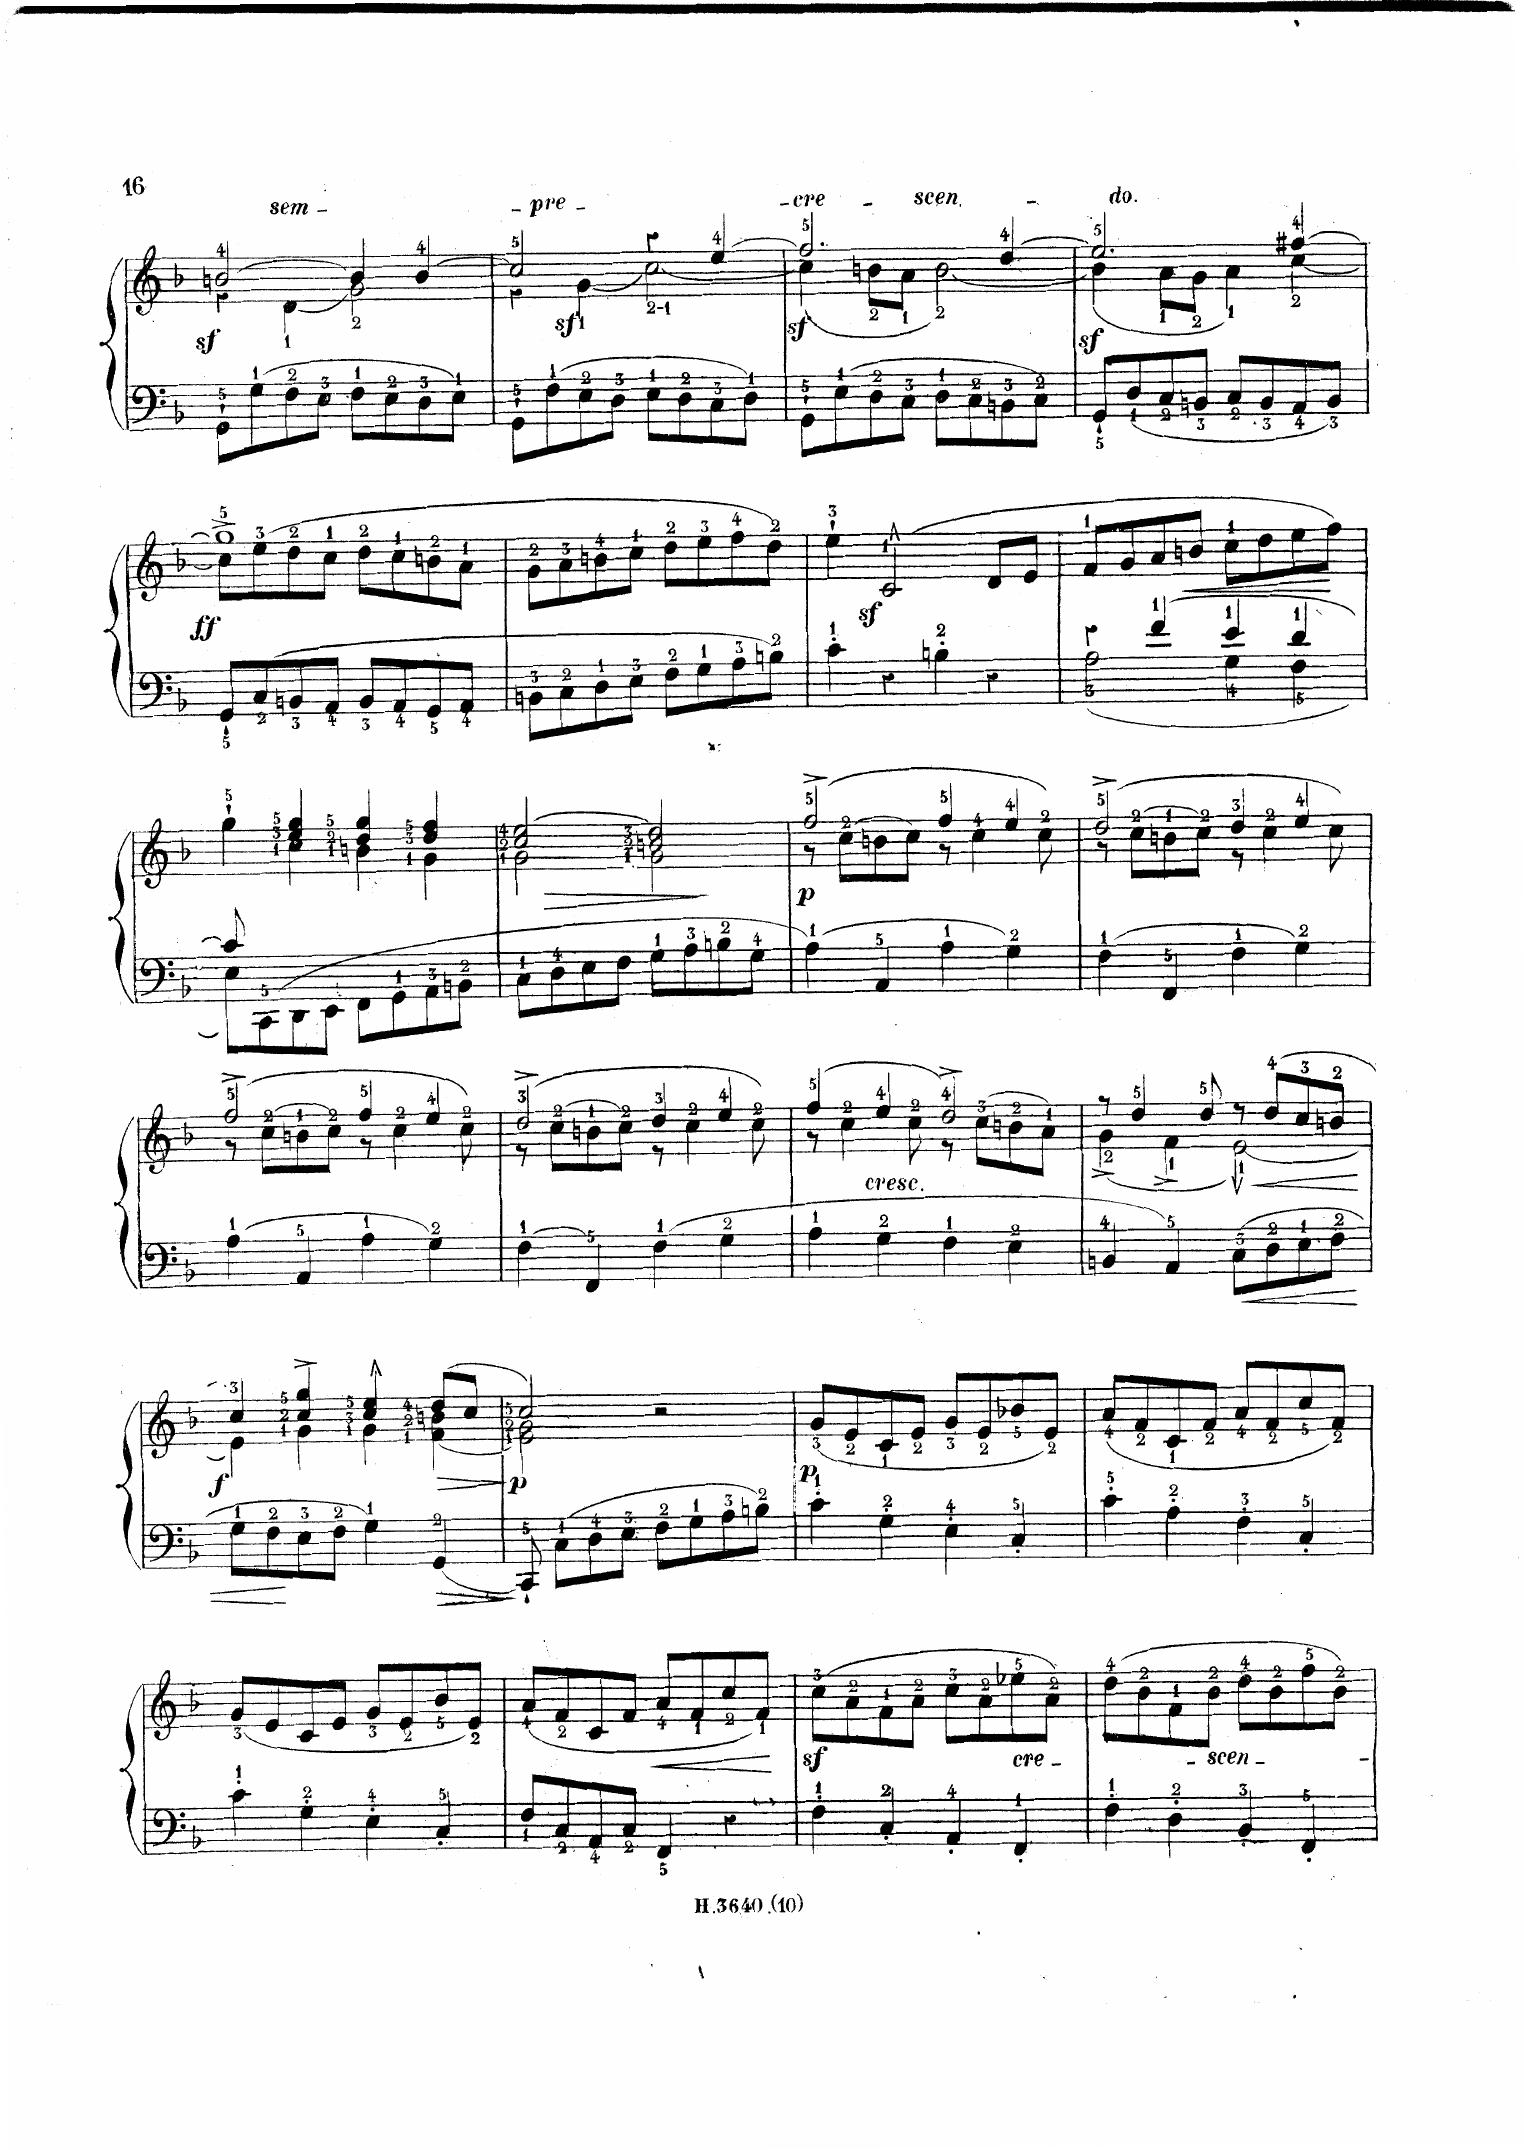 16
sem - - pre - - cre - scen. - do.
sf sf sf sf
ff sf
p
cresc.
f p p
sf cre - - scen - -
H. 3640. (10)